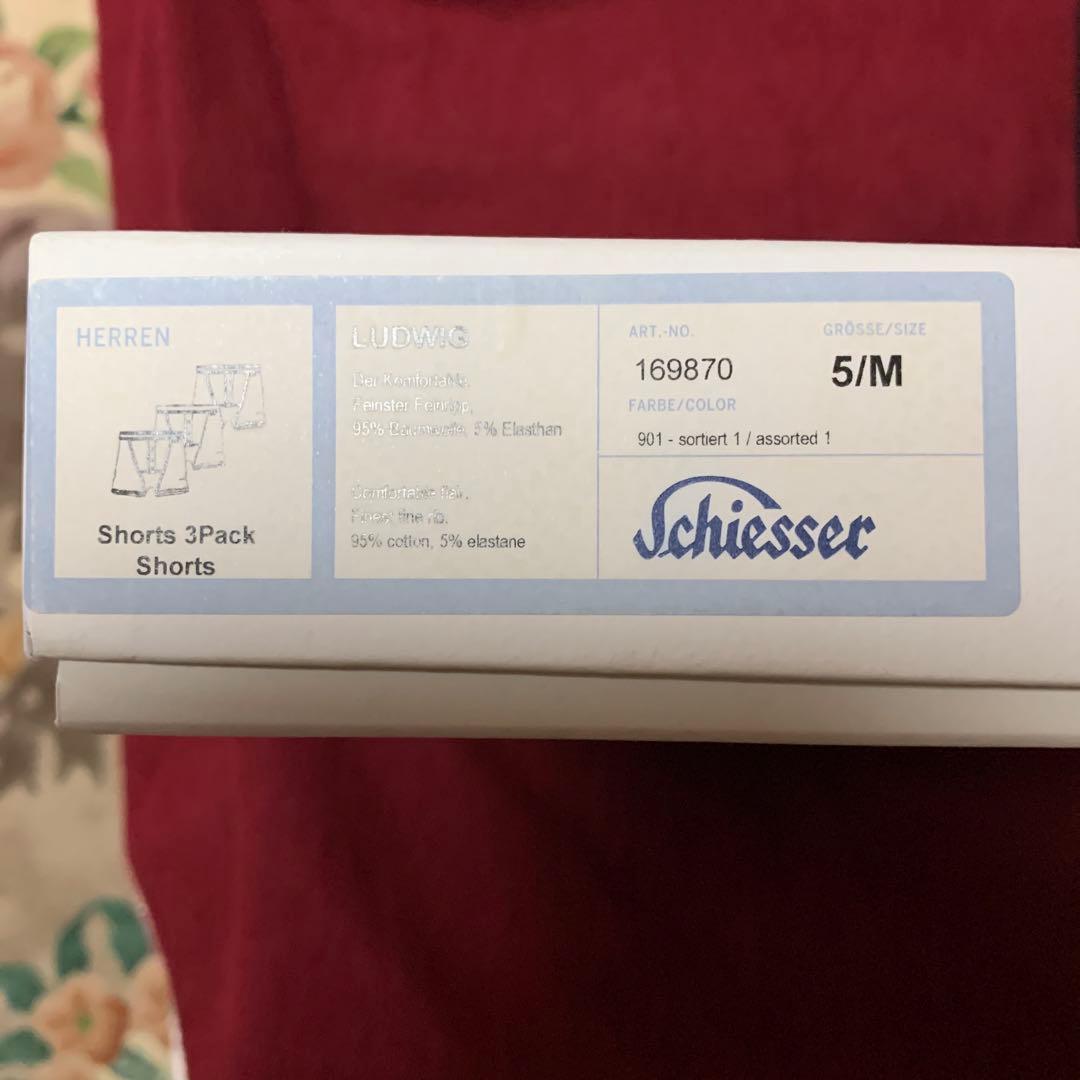 HERREN
Shorts 3Pack
Shorts
LUDWIG
Der Komfortable.
Feinster Feinripp,
95% Baumwolle, 5% Elasthan
Comfortable flair.
Finest fine rib.
95% cotton, 5% elastane
ART.-NO.
169870
GRÖSSE/SIZE
5/M
FARBE/COLOR
901 - sortiert 1 / assorted 1
Schiesser